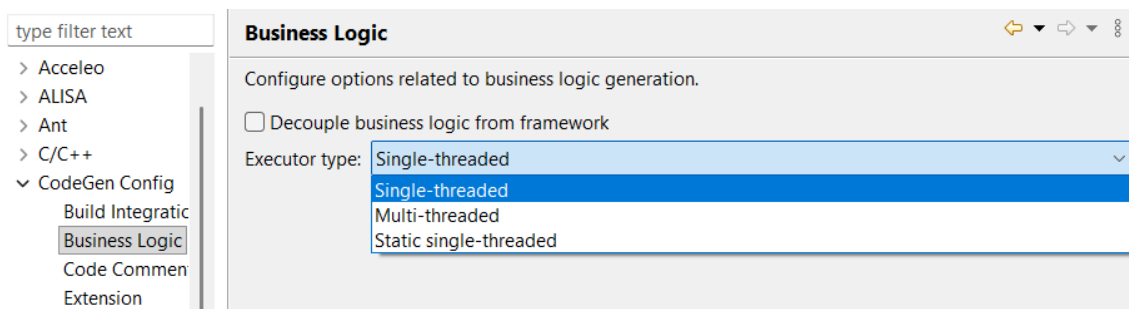 type filter text
Acceleo
ALISA
Ant
C/C++
CodeGen Config
Build Integratic
Business Logic
Code Commen
Extension
Business Logic
Configure options related to business logic generation.
Decouple business logic from framework
Executor type: Single-threaded
Single-threaded
Multi-threaded
Static single-threaded